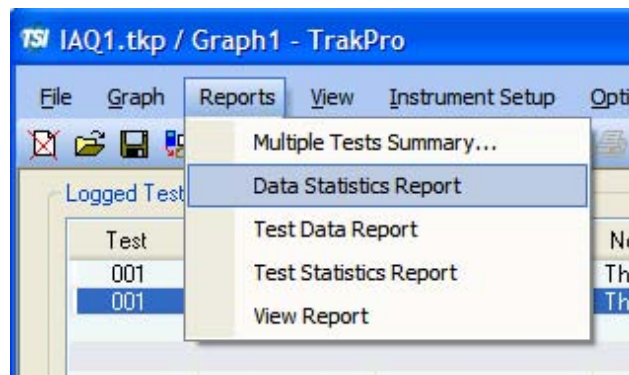 TSI IAQ1.tkp / Graph1 - TrakPro
File Graph Reports View Instrument Setup Opti
Multiple Tests Summary...
Logged Test
Data Statistics Report
Test
Test Data Report
N
001
Test Statistics Report
Th
001
Th
View Report